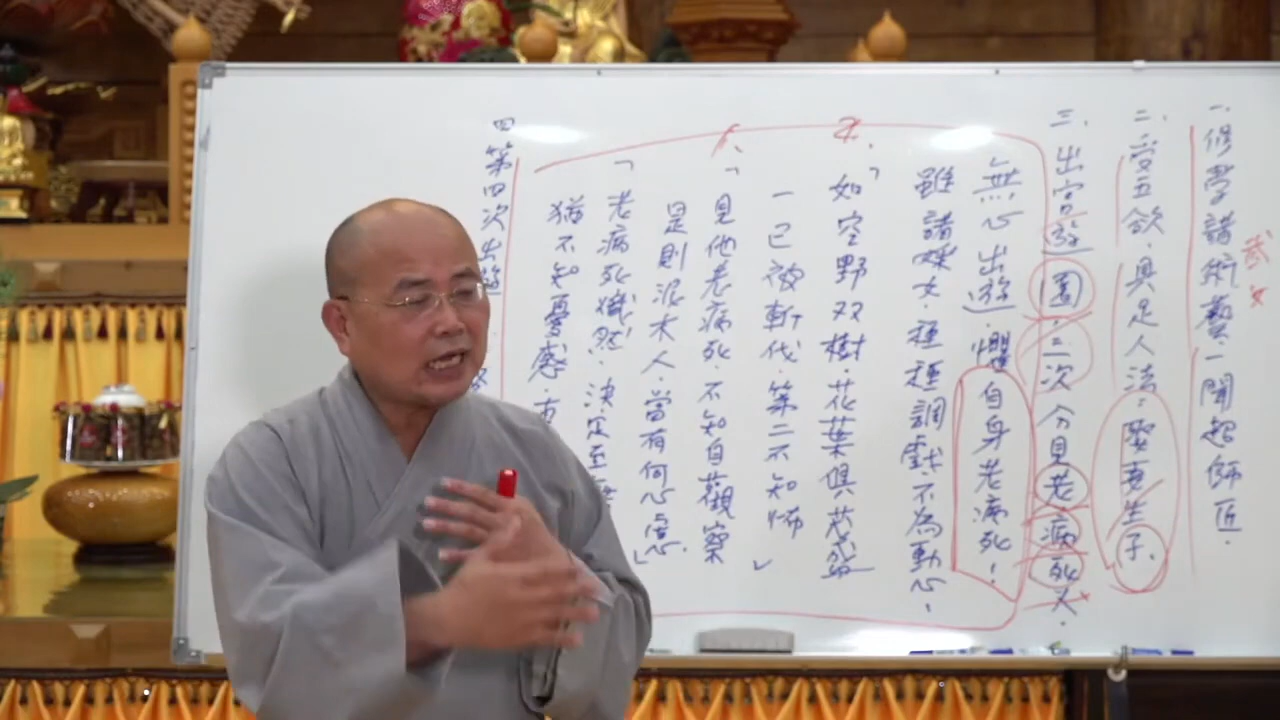 一.修學諸術藝.一聞超師匠.
武
文
二.受五欲.具足人法.娶妻生子.
三.出宮遊園.三次分見老病死人.
無心出遊.懼自身老病死!
雖諸婇女.種種調戲.不為動心.
2.
「如空野双樹.花葉俱茂盛
一已被斬伐.第二不知怖」
1.
「見他老病死.不知自觀察
是則泥木人.當有何心慮」
「老病死熾然.決定至
猶不知憂慼.
四.第四次出遊